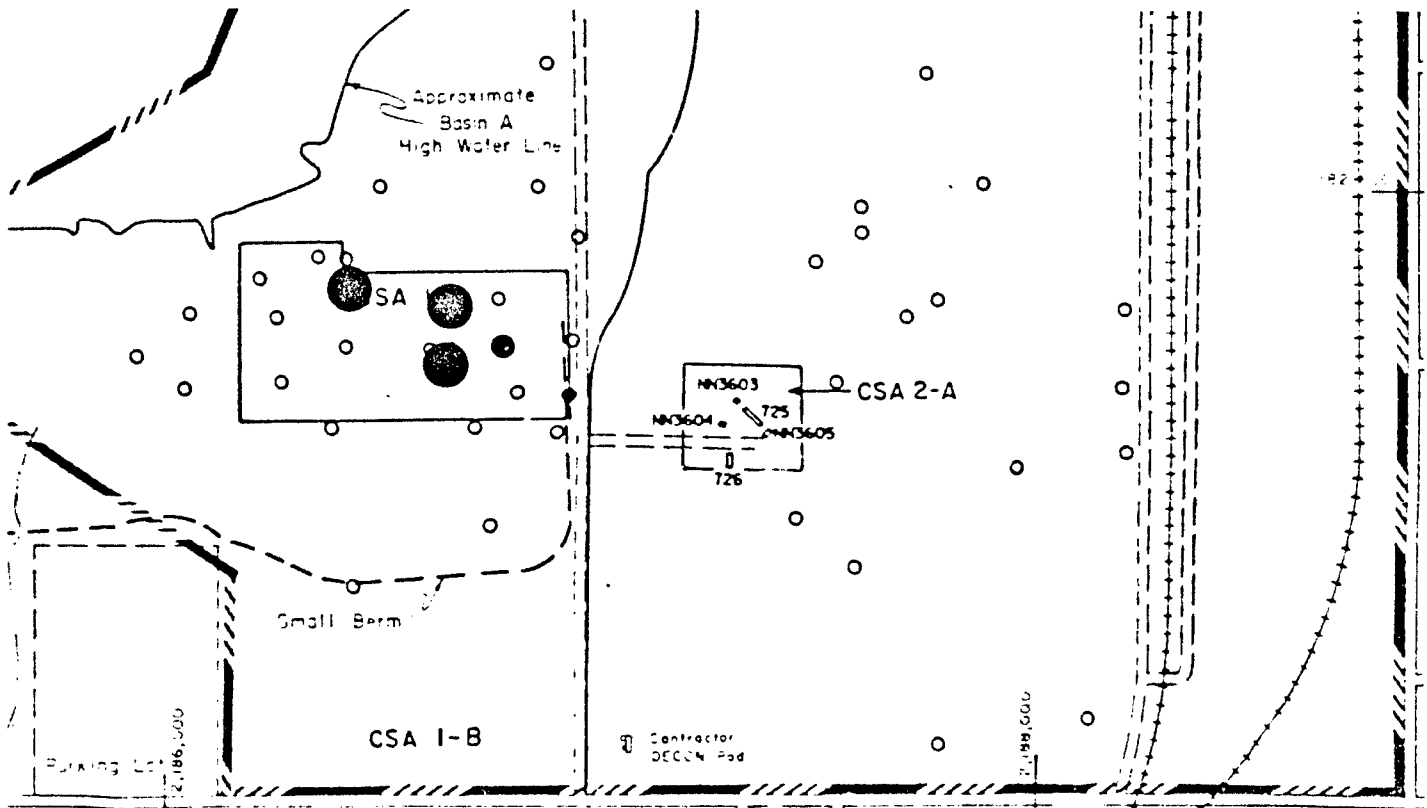 Approximate
Basin A
High Water Line
CSA
NN3603
CSA 2-A
725
NN3604
NN3605
726
Small Berm
CSA 1-B
Contractor
DECON Pad
Parking Lot
2,186,000
2,188,000